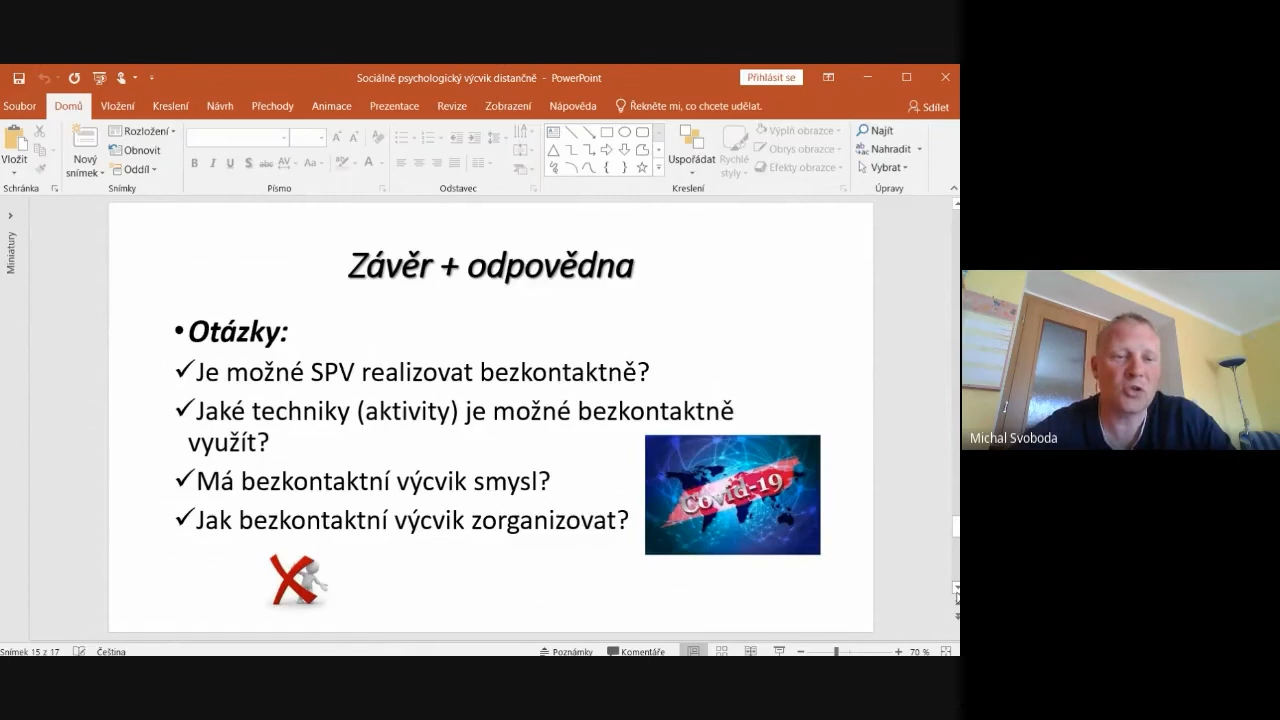 Sociálně psychologický výcvik distančně - PowerPoint
Přihlásit se
Soubor Domů Vložení Kreslení Návrh Přechody Animace Prezentace Revize Zobrazení Nápověda Řekněte mi, co chcete udělat. Sdílet
Vložit
Nový snímek
Rozložení
Obnovit
Oddíl
Uspořádat
Rychlé styly
Výplň obrazce
Obrys obrazce
Efekty obrazce
Najít
Nahradit
Vybrat
Schránka Snímky Písmo Odstavec Kreslení Úpravy
Miniatury
Závěr + odpovědna
• Otázky:
✓Je možné SPV realizovat bezkontaktně?
✓Jaké techniky (aktivity) je možné bezkontaktně
využít?
✓Má bezkontaktní výcvik smysl?
✓Jak bezkontaktní výcvik zorganizovat?
Covid-19
Michal Svoboda
Snímek 15 z 17 Čeština Poznámky Komentáře 70 %